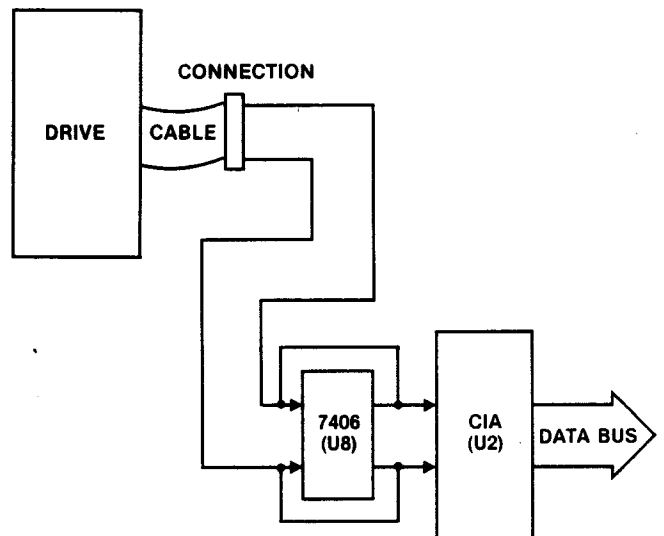 CONNECTION
DRIVE
CABLE
7406
(U8)
CIA
(U2)
DATA BUS